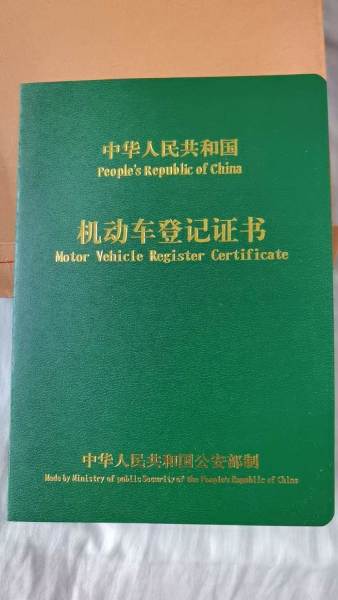 中华人民共和国
People's Republic of China
机动车登记证书
Motor Vehicle Register Certificate
中华人民共和国公安部制
Made by Ministry of public Security of the People's Republic of China